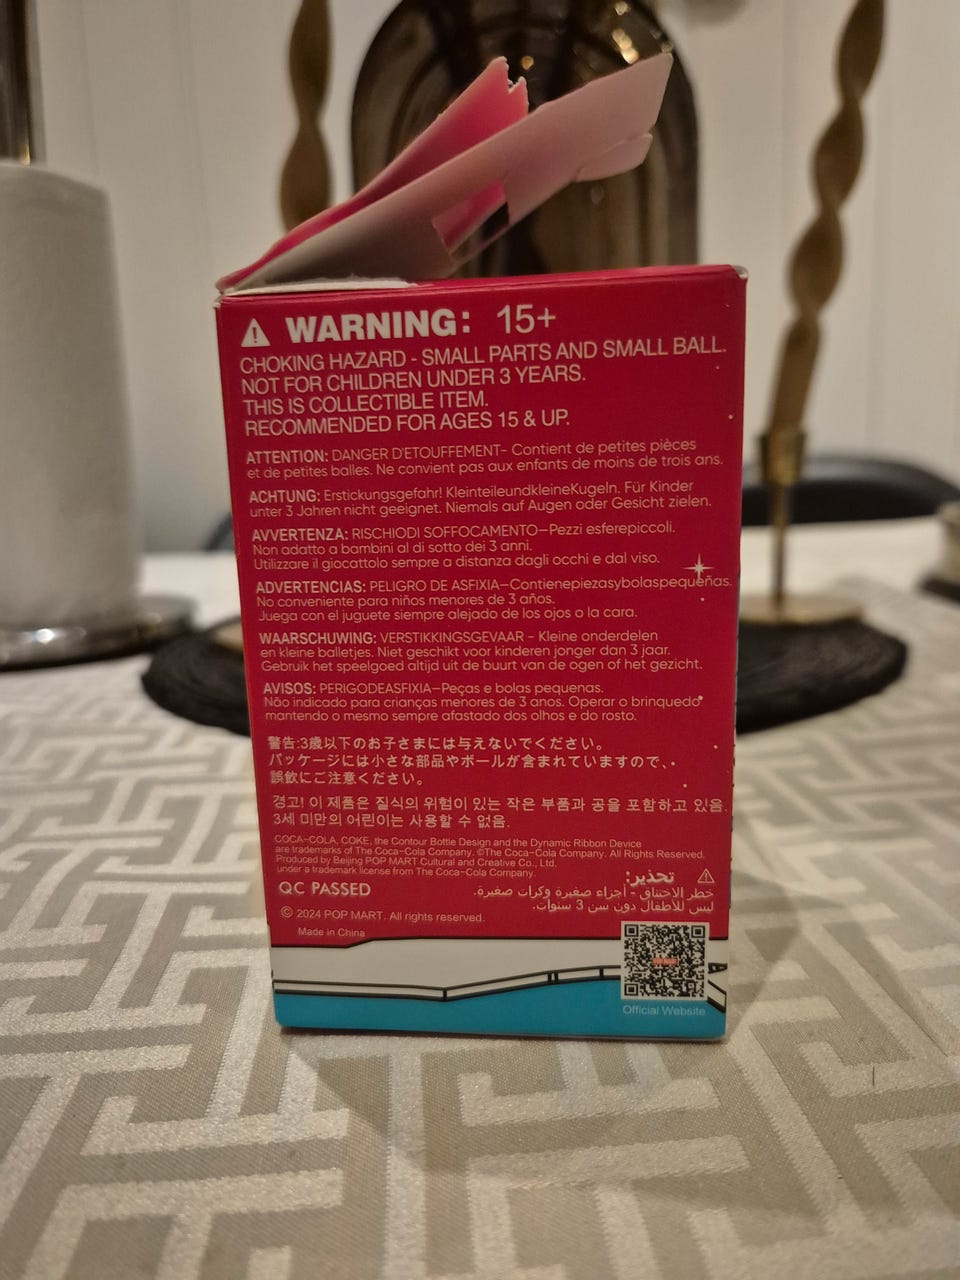 ⚠ WARNING: 15+
CHOKING HAZARD - SMALL PARTS AND SMALL BALL.
NOT FOR CHILDREN UNDER 3 YEARS.
THIS IS COLLECTIBLE ITEM.
RECOMMENDED FOR AGES 15 & UP.
ATTENTION: DANGER D'ETOUFFEMENT- Contient de petites pièces
et de petites balles. Ne convient pas aux enfants de moins de trois ans.
ACHTUNG: Erstickungsgefahr! KleinteileundkleineKugeln. Für Kinder
unter 3 Jahren nicht geeignet. Niemals auf Augen oder Gesicht zielen.
AVVERTENZA: RISCHIODI SOFFOCAMENTO—Pezzi esferepiccoli.
Non adatto a bambini al di sotto dei 3 anni.
Utilizzare il giocattolo sempre a distanza dagli occhi e dal viso.
ADVERTENCIAS: PELIGRO DE ASFIXIA—Contienepiezasybolaspequeñas.
No conveniente para niños menores de 3 años.
Juega con el juguete siempre alejado de los ojos o la cara.
WAARSCHUWING: VERSTIKKINGSGEVAAR - Kleine onderdelen
en kleine balletjes. Niet geschikt voor kinderen jonger dan 3 jaar.
Gebruik het speelgoed altijd uit de buurt van de ogen of het gezicht.
AVISOS: PERIGODEASFIXIA—Peças e bolas pequenas.
Não indicado para crianças menores de 3 anos. Operar o brinquedo
mantendo o mesmo sempre afastado dos olhos e do rosto.
警告:3歳以下のお子さまには与えないでください。
パッケージには小さな部品やボールが含まれていますので、
誤飲にご注意ください。
경고! 이 제품은 질식의 위험이 있는 작은 부품과 공을 포함하고 있음.
3세 미만의 어린이는 사용할 수 없음.
COCA-COLA, COKE, the Contour Bottle Design and the Dynamic Ribbon Device
are trademarks of The Coca-Cola Company. ©The Coca-Cola Company. All Rights Reserved.
Produced by Beijing POP MART Cultural and Creative Co., Ltd.
under a trademark license from The Coca-Cola Company.
⚠ تحذير:
خطر الاختناق - أجزاء صغيرة وكرات صغيرة.
ليس للأطفال دون سن 3 سنوات.
QC PASSED
© 2024 POP MART. All rights reserved.
Made in China
POP MART
Official Website